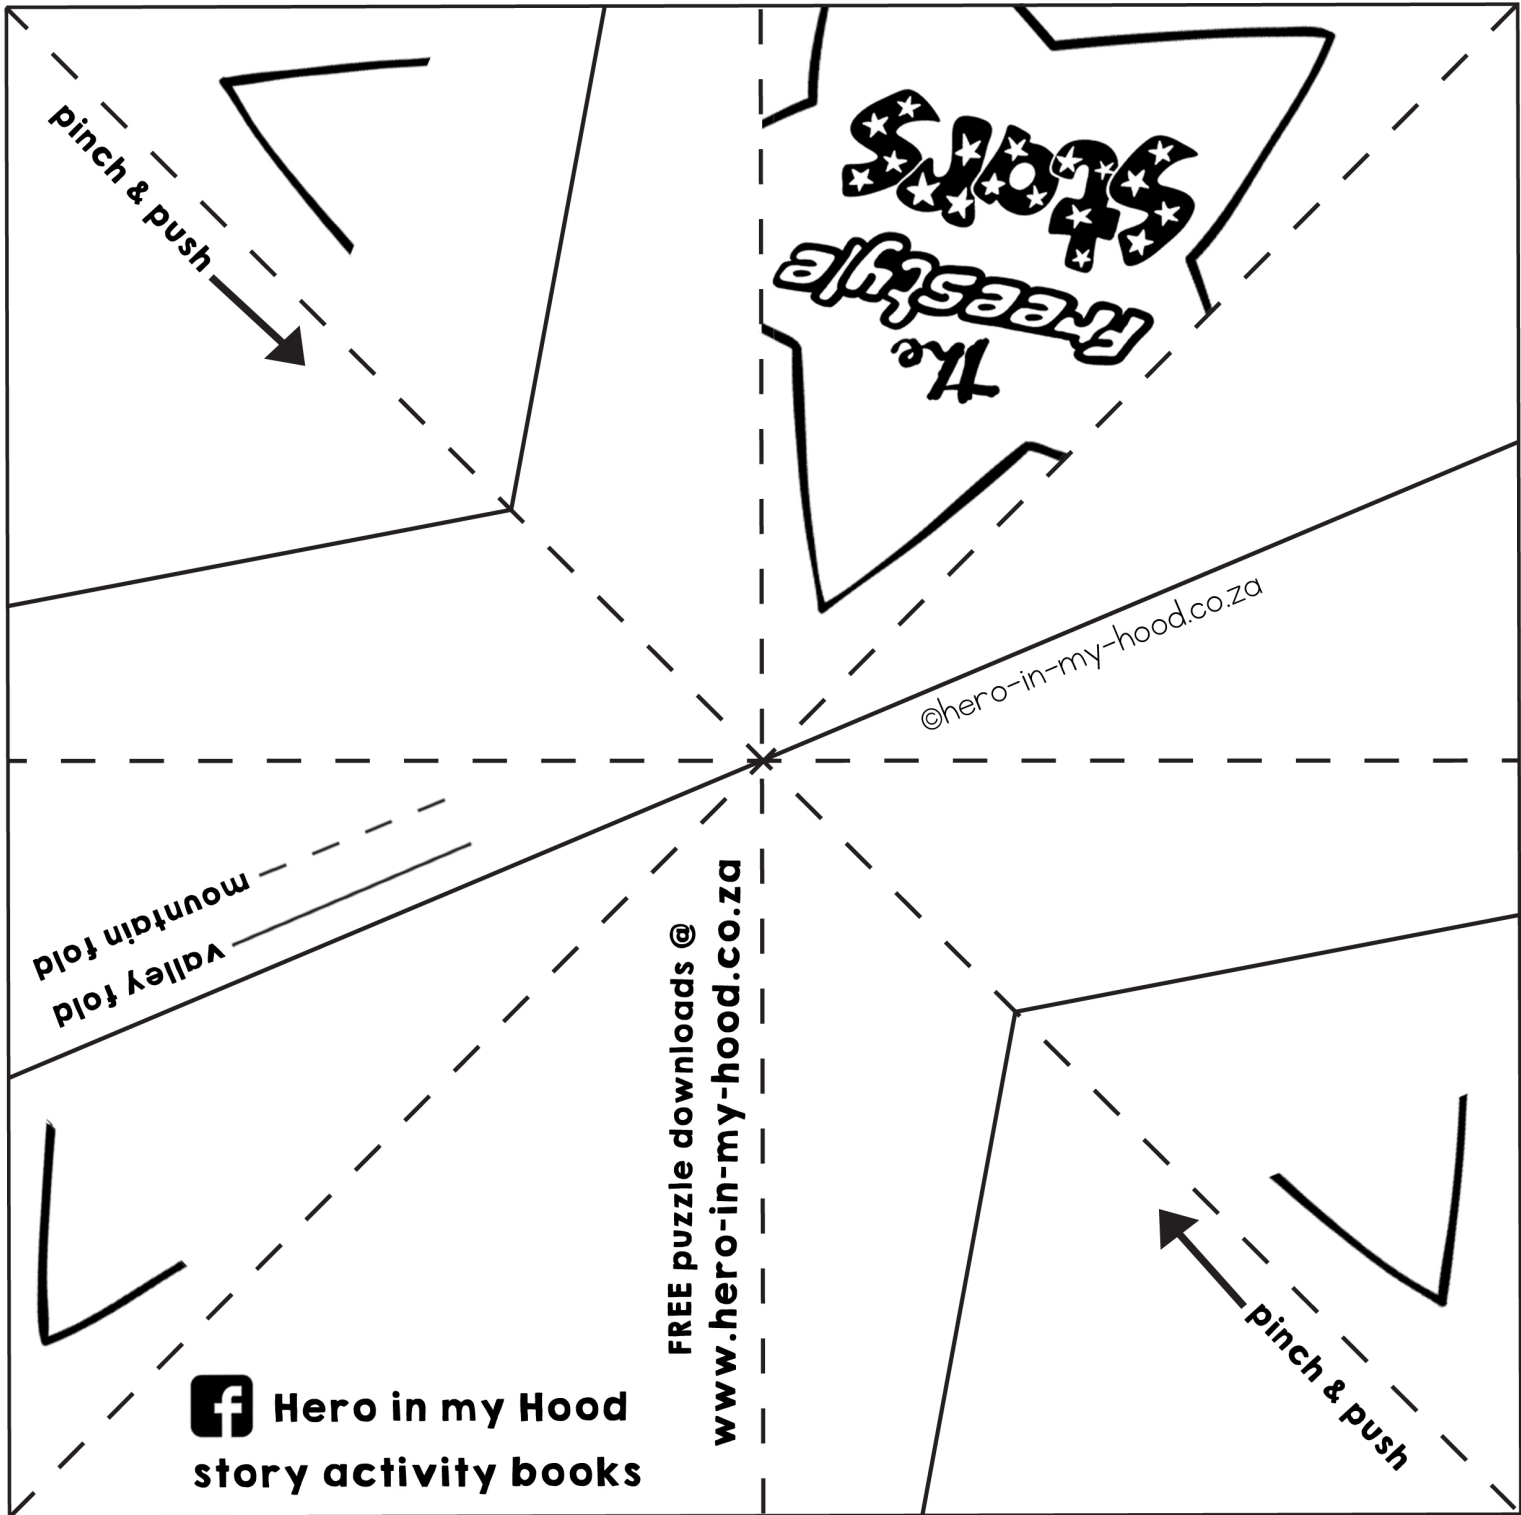 pinch & push
The
Freestyle
Stars
©hero-in-my-hood.co.za
mountain fold
valley fold
FREE puzzle downloads @
www.hero-in-my-hood.co.za
Hero in my Hood
story activity books
pinch & push